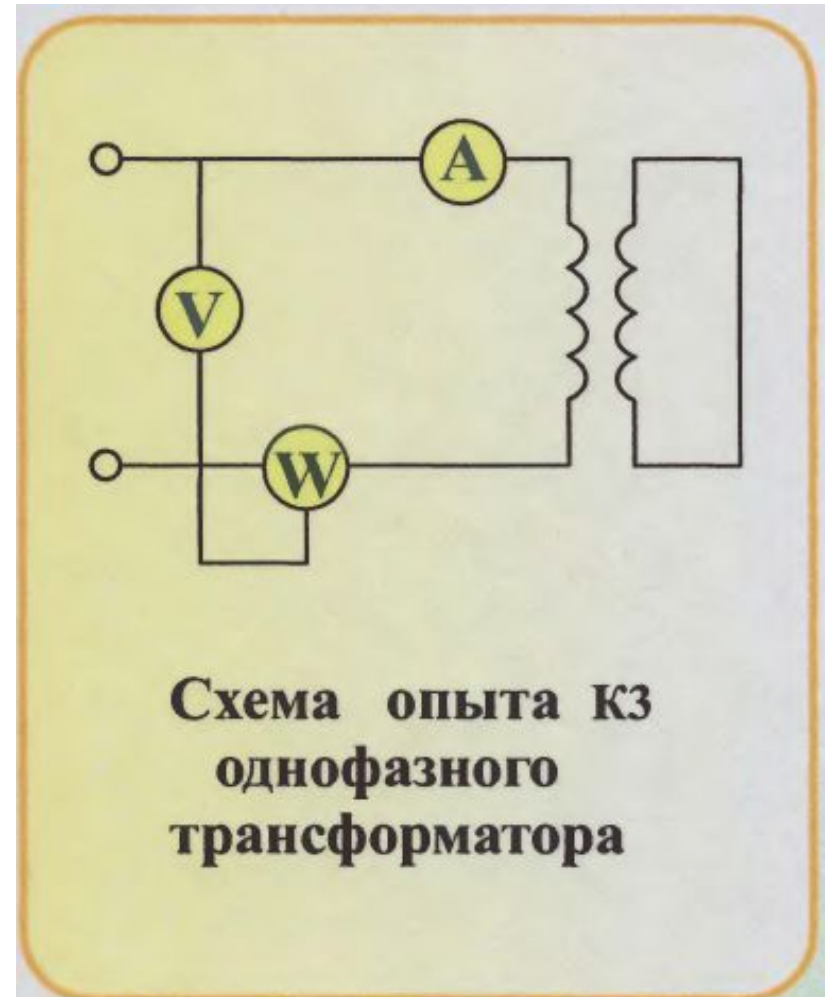 A
V
W
Схема опыта КЗ
однофазного
трансформатора